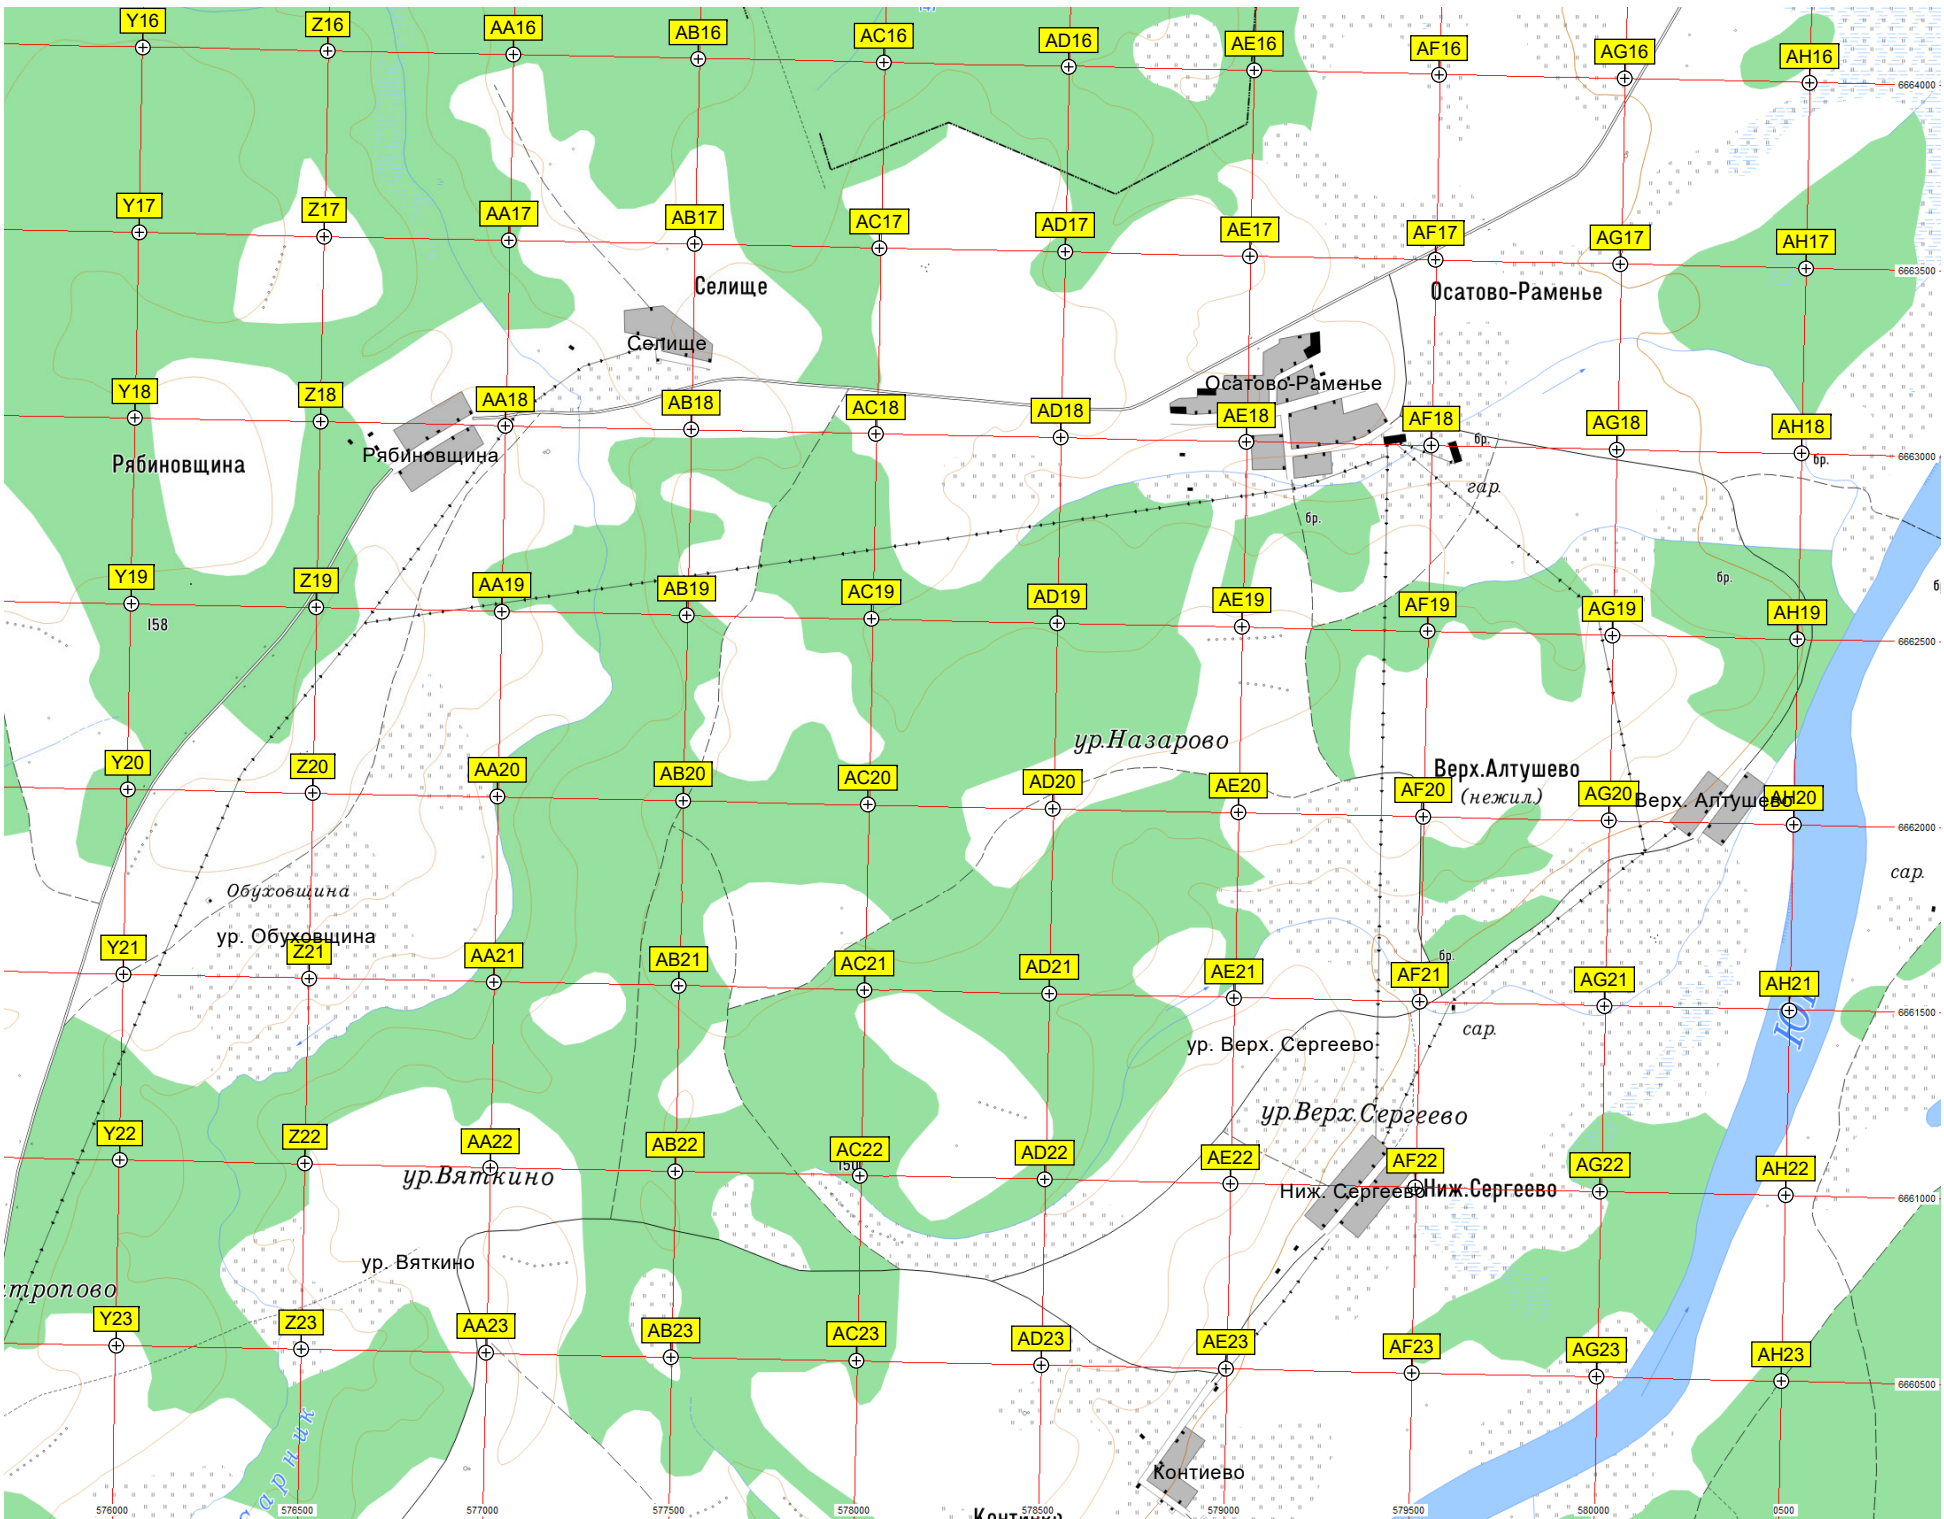 147
Y16 Z16 AA16 AB16 AC16 AD16 AE16 AF16 AG16 AH16
6664000
Y17 Z17 AA17 AB17 AC17 AD17 AE17 AF17 AG17 AH17
6663500
Селище
Осатово-Раменье
Селище
Осатово-Раменье
Y18 Z18 AA18 AB18 AC18 AD18 AE18 AF18 AG18 AH18
бр.
6663000
Рябиновщина
Рябиновщина
бр.
гар.
бр.
Y19 Z19 AA19 AB19 AC19 AD19 AE19 AF19 AG19 AH19
бр.
158
6662500
ур.Назарово
Верх.Алтушево
(нежил)
Y20 Z20 AA20 AB20 AC20 AD20 AE20 AF20 AG20 AH20
Верх. Алтушево
6662000
сар.
Обуховщина
ур. Обуховщина
бр.
Y21 Z21 AA21 AB21 AC21 AD21 AE21 AF21 AG21 AH21
6661500
сар.
Ю
ур. Верх. Сергеево
ур.Верх.Сергеево
Y22 Z22 AA22 AB22 AC22 AD22 AE22 AF22 AG22 AH22
150
ур.Вяткино
Ниж. Сергеево
Ниж.Сергеево
6661000
ур. Вяткино
тропово
Y23 Z23 AA23 AB23 AC23 AD23 AE23 AF23 AG23 AH23
6660500
Сарник
Контиево
Контиево
576000 576500 577000 577500 578000 578500 579000 579500 580000 0500